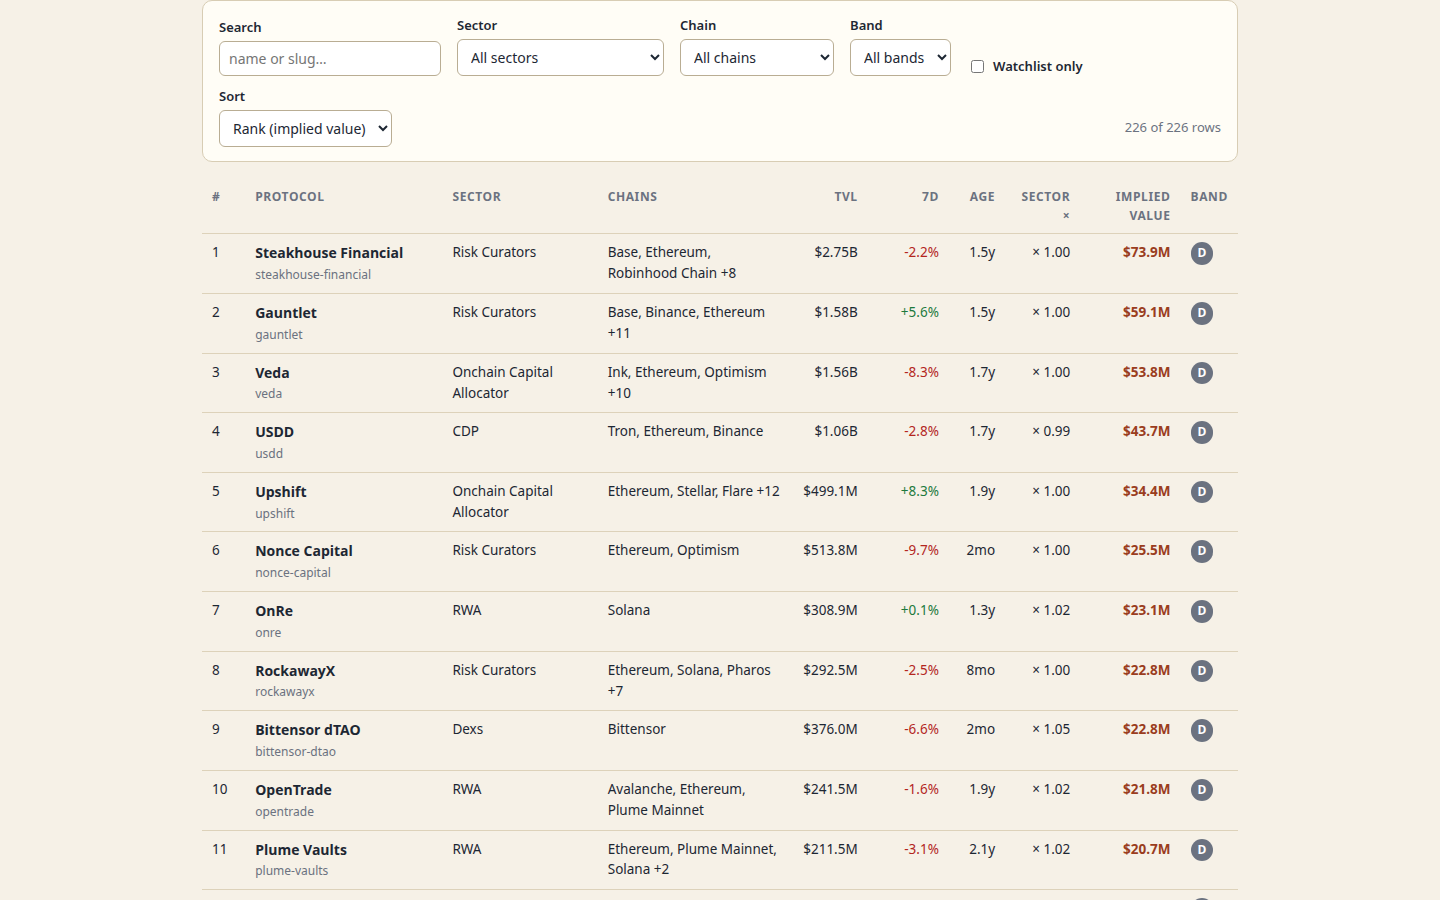 Search
name or slug...
Sector
All sectors
Chain
All chains
Band
All bands
Watchlist only
Sort
Rank (implied value)
226 of 226 rows
# PROTOCOL SECTOR CHAINS TVL 7D AGE SECTOR × IMPLIED VALUE BAND
1 Steakhouse Financial Risk Curators Base, Ethereum, $2.75B -2.2% 1.5y × 1.00 $73.9M D
steakhouse-financial Robinhood Chain +8
2 Gauntlet Risk Curators Base, Binance, Ethereum $1.58B +5.6% 1.5y × 1.00 $59.1M D
gauntlet +11
3 Veda Onchain Capital Ink, Ethereum, Optimism $1.56B -8.3% 1.7y × 1.00 $53.8M D
veda Allocator +10
4 USDD CDP Tron, Ethereum, Binance $1.06B -2.8% 1.7y × 0.99 $43.7M D
usdd
5 Upshift Onchain Capital Ethereum, Stellar, Flare +12 $499.1M +8.3% 1.9y × 1.00 $34.4M D
upshift Allocator
6 Nonce Capital Risk Curators Ethereum, Optimism $513.8M -9.7% 2mo × 1.00 $25.5M D
nonce-capital
7 OnRe RWA Solana $308.9M +0.1% 1.3y × 1.02 $23.1M D
onre
8 RockawayX Risk Curators Ethereum, Solana, Pharos $292.5M -2.5% 8mo × 1.00 $22.8M D
rockawayx +7
9 Bittensor dTAO Dexs Bittensor $376.0M -6.6% 2mo × 1.05 $22.8M D
bittensor-dtao
10 OpenTrade RWA Avalanche, Ethereum, $241.5M -1.6% 1.9y × 1.02 $21.8M D
opentrade Plume Mainnet
11 Plume Vaults RWA Ethereum, Plume Mainnet, $211.5M -3.1% 2.1y × 1.02 $20.7M D
plume-vaults Solana +2